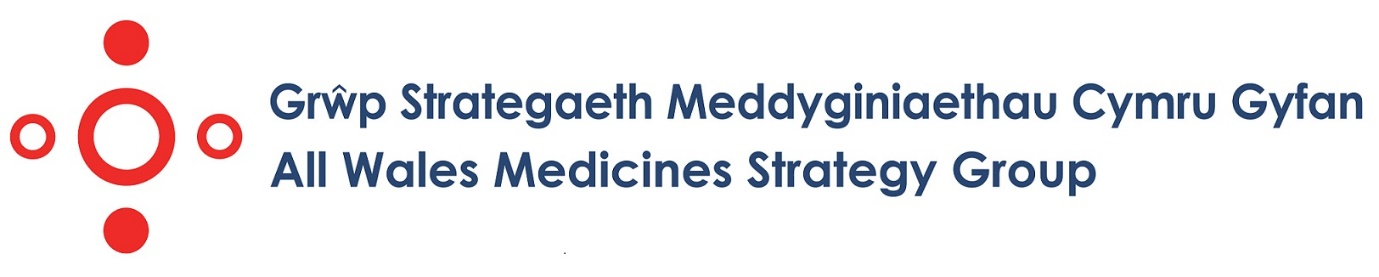 Grŵp Strategaeth Meddyginiaethau Cymru Gyfan
All Wales Medicines Strategy Group